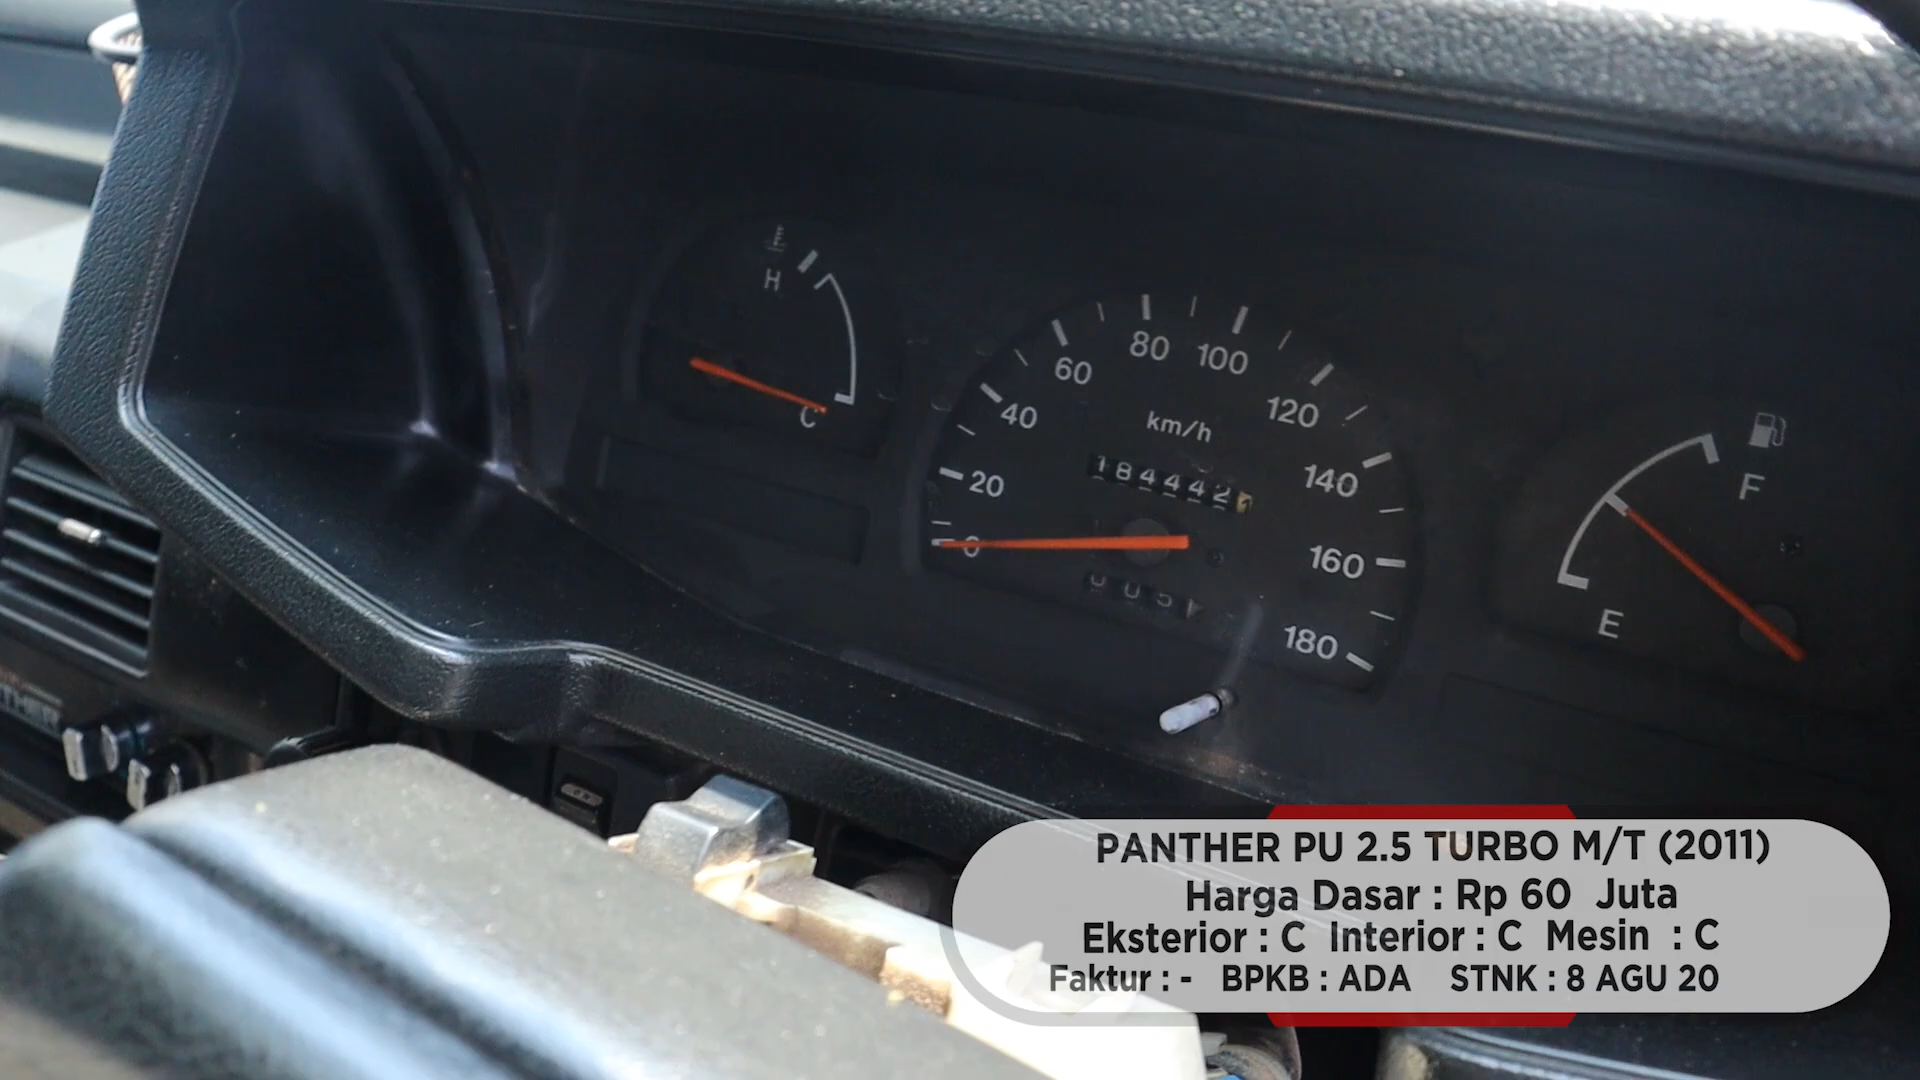 H
C
80 100
60
120
40
km/h
140
184442
20
0
160
180
F
E
PANTHER PU 2.5 TURBO M/T (2011)
Harga Dasar : Rp 60 Juta
Eksterior : C Interior : C Mesin : C
Faktur : - BPKB : ADA STNK : 8 AGU 20